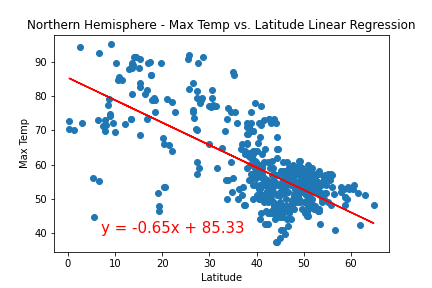 Northern Hemisphere - Max Temp vs. Latitude Linear Regression
90
80
70
60
50
40
Max Temp
y = -0.65x + 85.33
0 10 20 30 40 50 60
Latitude